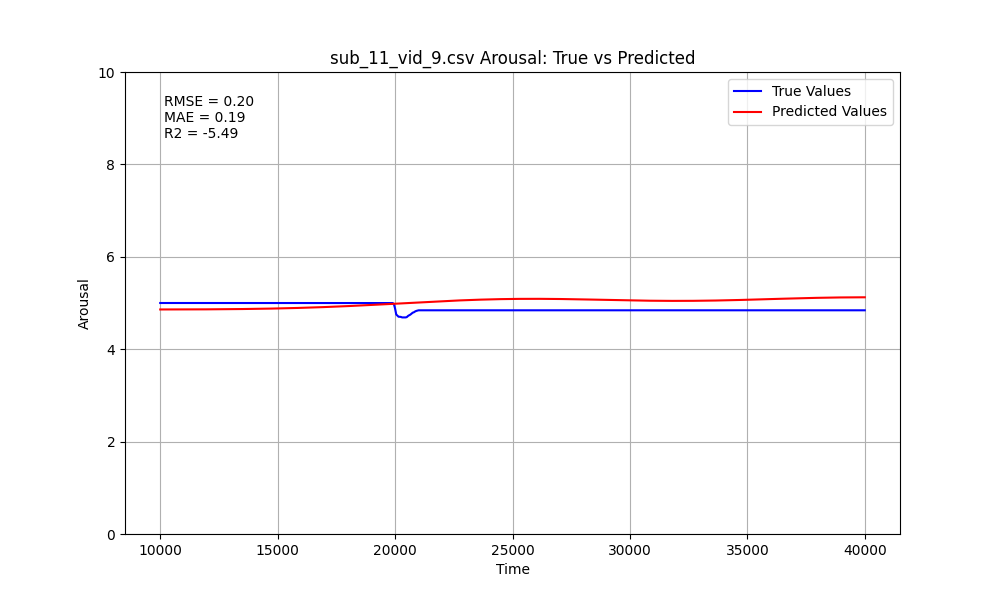 sub_11_vid_9.csv Arousal: True vs Predicted
RMSE = 0.20
MAE = 0.19
R2 = -5.49
True Values
Predicted Values
10
8
6
4
2
0
Arousal
10000
15000
20000
25000
30000
35000
40000
Time